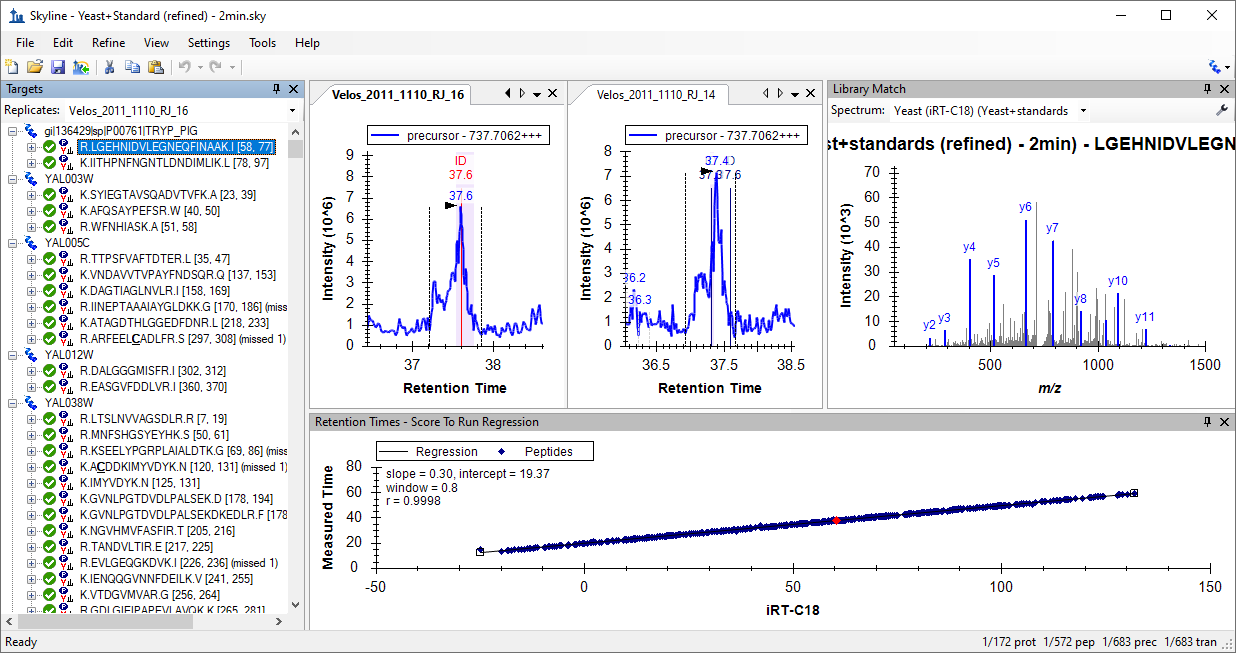 Skyline - Yeast+Standard (refined) - 2min.sky
File Edit Refine View Settings Tools Help
Targets
Replicates: Velos_2011_1110_RJ_16
gi|136429|sp|P00761|TRYP_PIG
R.LGEHNIDVLEGNEQFINAAK.I [58, 77]
K.IITHPNFNGNTLDNDIMLIK.L [78, 97]
YAL003W
K.SYIEGTAVSQADVTVFK.A [23, 39]
K.AFQSAYPEFSR.W [40, 50]
R.WFNHIASK.A [51, 58]
YAL005C
R.TTPSFVAFTDTER.L [35, 47]
K.VNDAVVTVPAYFNDSQR.Q [137, 153]
K.DAGTIAGLNVLR.I [158, 169]
R.IINEPTAAAIAYGLDKK.G [170, 186] (miss
K.ATAGDTHLGGEDFDNR.L [218, 233]
R.ARFEELCADLFR.S [297, 308] (missed 1)
YAL012W
R.DALGGGMISFR.I [302, 312]
R.EASGVFDDLVR.I [360, 370]
YAL038W
R.LTSLNVVAGSDLR.R [7, 19]
R.MNFSHGSYEYHK.S [50, 61]
R.KSEELYPGRPLAIALDTK.G [69, 86] (miss
K.ACDDKIMYVDYK.N [120, 131] (missed 1)
K.IMYVDYK.N [125, 131]
K.GVNLPGTDVDLPALSEK.D [178, 194]
K.GVNLPGTDVDLPALSEKDKEDLR.F [178
K.NGVHMVFASFIR.T [205, 216]
R.TANDVLTIR.E [217, 225]
R.EVLGEQGKDVK.I [226, 236] (missed 1)
K.IENQQGVNNFDEILK.V [241, 255]
K.VTDGVMVAR.G [256, 264]
R.GDLGIEIPAPEVLAVQK.K [265, 281]
Velos_2011_1110_RJ_16
precursor - 737.7062+++
9
8
7
6
5
4
3
2
1
0
ID
37.6
37.6
Intensity (10^6)
37 38
Retention Time
Velos_2011_1110_RJ_14
precursor - 737.7062+++
8
6
4
2
0
37.6
36.2
36.3
Intensity (10^6)
36.5 37.5 38.5
Retention Time
Library Match
Spectrum: Yeast (iRT-C18) (Yeast+standards
st+standards (refined) - 2min) - LGEHNIDVLEGN
70
60
50
40
30
20
10
0
y2 y3 y4 y5 y6 y7 y8 y10 y11
Intensity (10^3)
500 1000 1500
m/z
Retention Times - Score To Run Regression
Regression Peptides
slope = 0.30, intercept = 19.37
window = 0.8
r = 0.9998
80
60
40
20
0
Measured Time
-50 0 50 100 150
iRT-C18
Ready
1/172 prot 1/572 pep 1/683 prec 1/683 tran